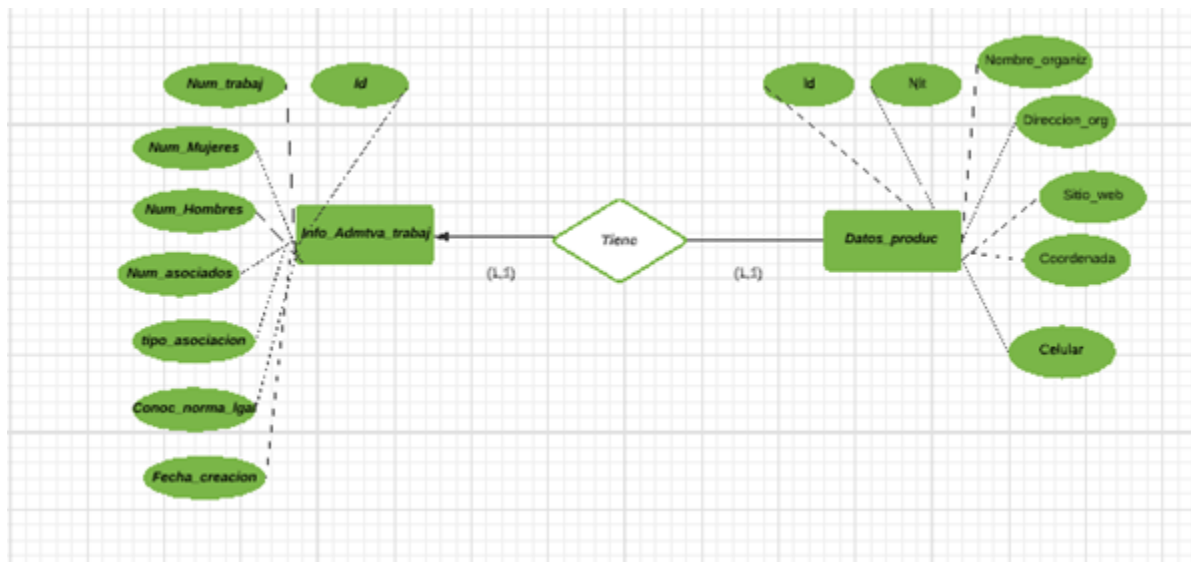 Nombre_organiz
Num_trabaj
Id
Id
Nit
Direccion_org
Num_Mujeres
Sitio_web
Num_Hombres
Info_Admtva_trabaj
Tiene
Datos_produc
Coordenada
Num_asociados
(1,1)
(1,1)
tipo_asociacion
Celular
Conoc_norma_lgal
Fecha_creacion